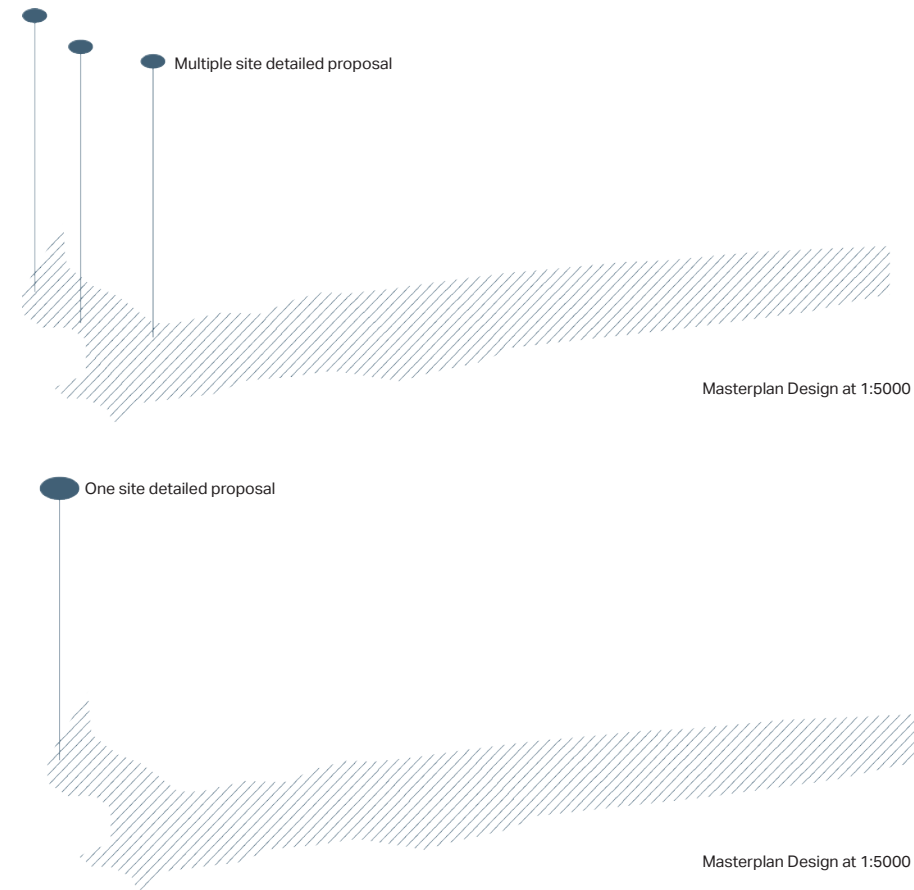 Multiple site detailed proposal
Masterplan Design at 1:5000
One site detailed proposal
Masterplan Design at 1:5000